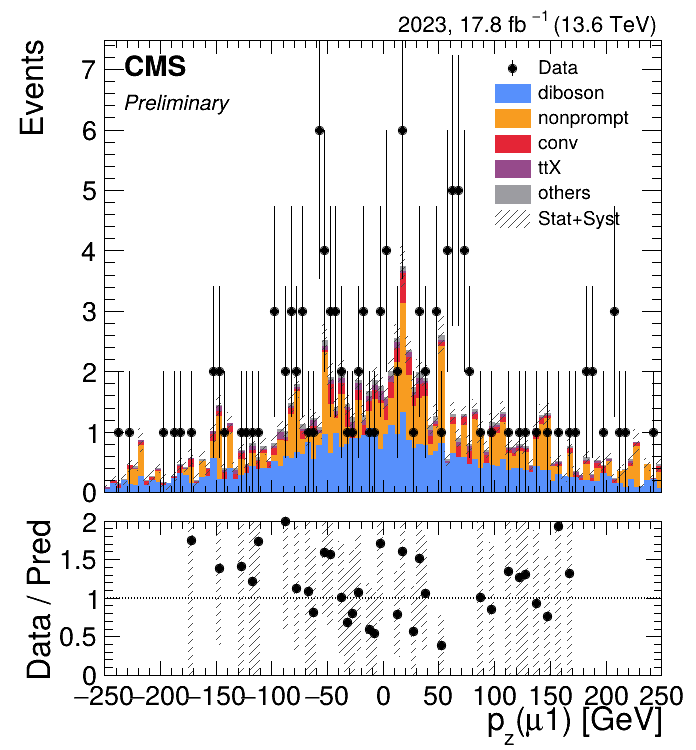 2023, 17.8 fb⁻¹ (13.6 TeV)
Events
CMS
Preliminary
Data
diboson
nonprompt
conv
ttX
others
Stat+Syst
7
6
5
4
3
2
1
0
Data / Pred
2
1.5
1
0.5
0
−250 −200 −150 −100 −50 0 50 100 150 200 250
p_z(μ1) [GeV]